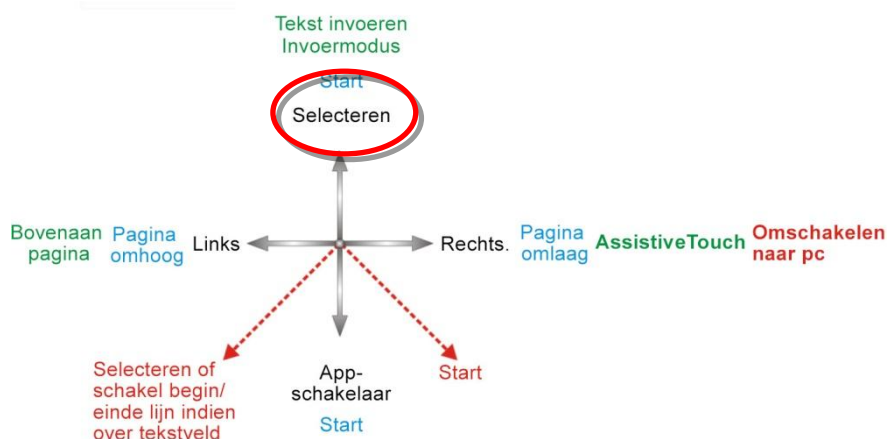 Tekst invoeren
Invoermodus
Start
Selecteren
Bovenaan
pagina
Pagina
omhoog
Links
Rechts.
Pagina
omlaag
AssistiveTouch
Omschakelen
naar pc
Selecteren of
schakel begin/
einde lijn indien
over tekstveld
App-
schakelaar
Start
Start